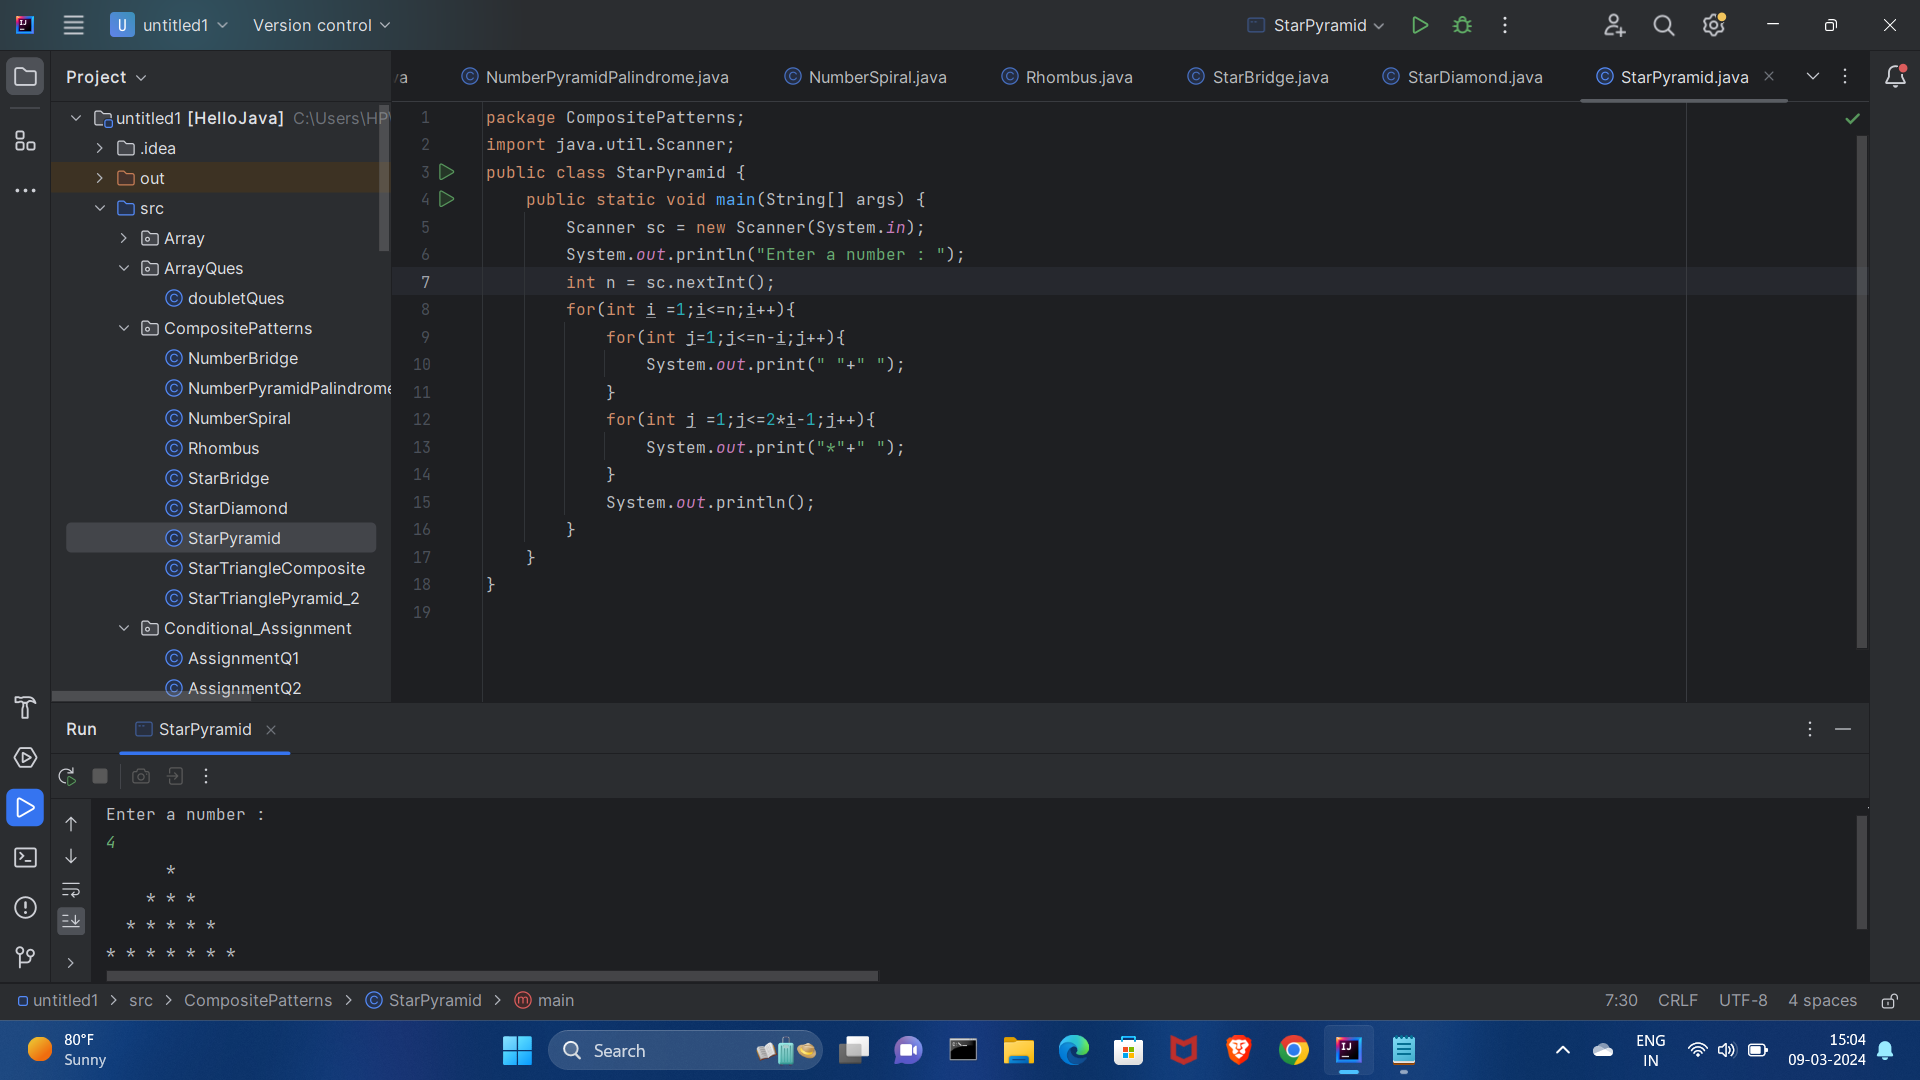 U untitled1 Version control StarPyramid
Project
va NumberPyramidPalindrome.java NumberSpiral.java Rhombus.java StarBridge.java StarDiamond.java StarPyramid.java
untitled1 [HelloJava] C:\Users\HP\
.idea
out
src
Array
ArrayQues
doubletQues
CompositePatterns
NumberBridge
NumberPyramidPalindrome
NumberSpiral
Rhombus
StarBridge
StarDiamond
StarPyramid
StarTriangleComposite
StarTrianglePyramid_2
Conditional_Assignment
AssignmentQ1
AssignmentQ2
1 package CompositePatterns;
2 import java.util.Scanner;
3 public class StarPyramid {
4     public static void main(String[] args) {
5         Scanner sc = new Scanner(System.in);
6         System.out.println("Enter a number : ");
7         int n = sc.nextInt();
8         for(int i =1;i<=n;i++){
9             for(int j=1;j<=n-i;j++){
10                 System.out.print(" "+" ");
11             }
12             for(int j =1;j<=2*i-1;j++){
13                 System.out.print("*"+" ");
14             }
15             System.out.println();
16         }
17     }
18 }
19
Run StarPyramid
Enter a number :
4
      *
    * * *
  * * * * *
* * * * * * *
untitled1 > src > CompositePatterns > StarPyramid > main 7:30 CRLF UTF-8 4 spaces
80°F
Sunny
Search
ENG
IN
15:04
09-03-2024